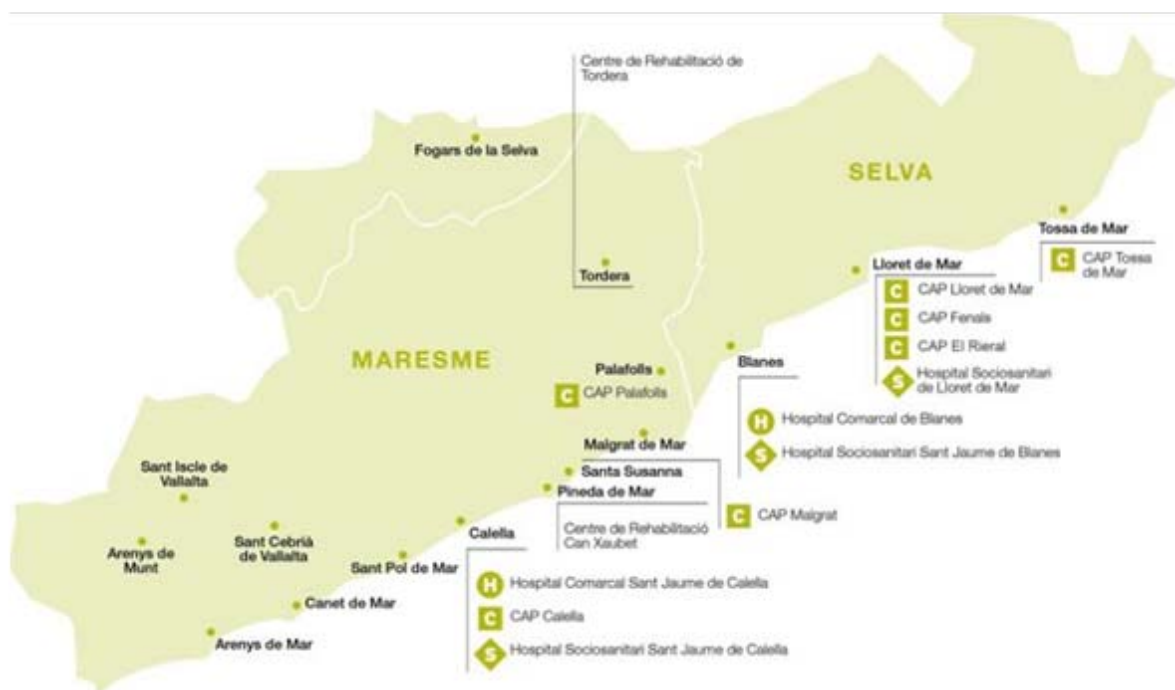 Centre de Rehabilitació de
Tordera
Fogars de la Selva
SELVA
Tossa de Mar
C CAP Tossa
de Mar
Tordera
Lloret de Mar
C CAP Lloret de Mar
C CAP Fenals
C CAP El Rieral
S Hospital Sociosanitari
de Lloret de Mar
MARESME
Palafolls
C CAP Palafolls
Blanes
H Hospital Comarcal de Blanes
S Hospital Sociosanitari Sant Jaume de Blanes
Malgrat de Mar
C CAP Malgrat
Santa Susanna
Pineda de Mar
Centre de Rehabilitació
Can Xaubet
Sant Iscle de
Vallalta
Arenys de
Munt
Sant Cebrià
de Vallalta
Calella
H Hospital Comarcal Sant Jaume de Calella
C CAP Calella
S Hospital Sociosanitari Sant Jaume de Calella
Sant Pol de Mar
Canet de Mar
Arenys de Mar